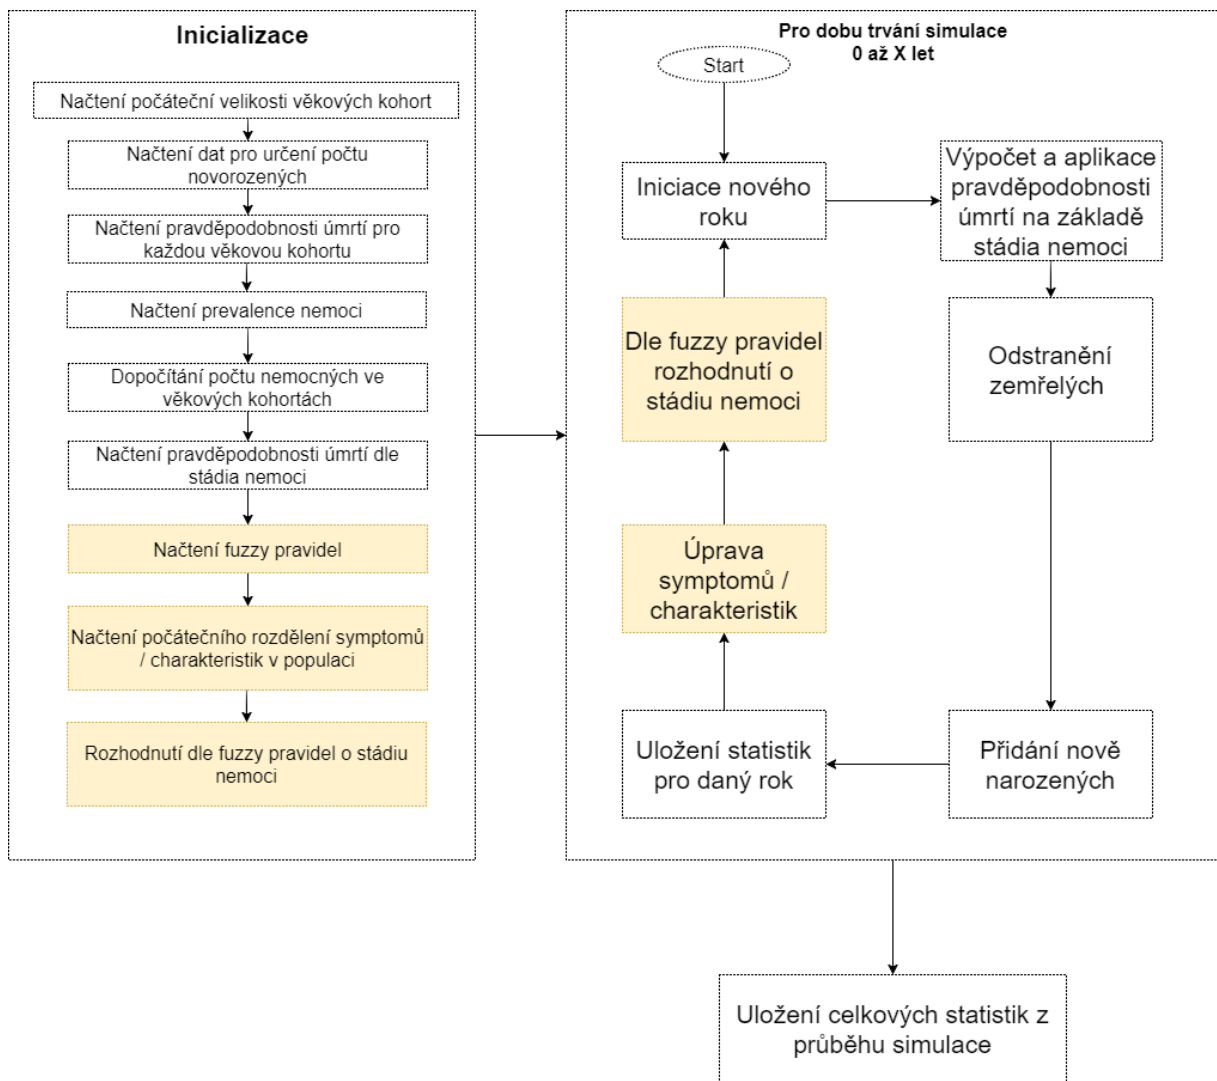 Inicializace
Načtení počáteční velikosti věkových kohort
Načtení dat pro určení počtu
novorozených
Načtení pravděpodobnosti úmrtí pro
každou věkovou kohortu
Načtení prevalence nemoci
Dopočítání počtu nemocných ve
věkových kohortách
Načtení pravděpodobnosti úmrtí dle
stádia nemoci
Načtení fuzzy pravidel
Načtení počátečního rozdělení symptomů
/ charakteristik v populaci
Rozhodnutí dle fuzzy pravidel o stádiu
nemoci
Pro dobu trvání simulace
0 až X let
Start
Iniciace nového
roku
Výpočet a aplikace
pravděpodobnosti
úmrtí na základě
stádia nemoci
Odstranění
zemřelých
Přidání nově
narozených
Uložení statistik
pro daný rok
Úprava
symptomů /
charakteristik
Dle fuzzy pravidel
rozhodnutí o
stádiu nemoci
Uložení celkových statistik z
průběhu simulace